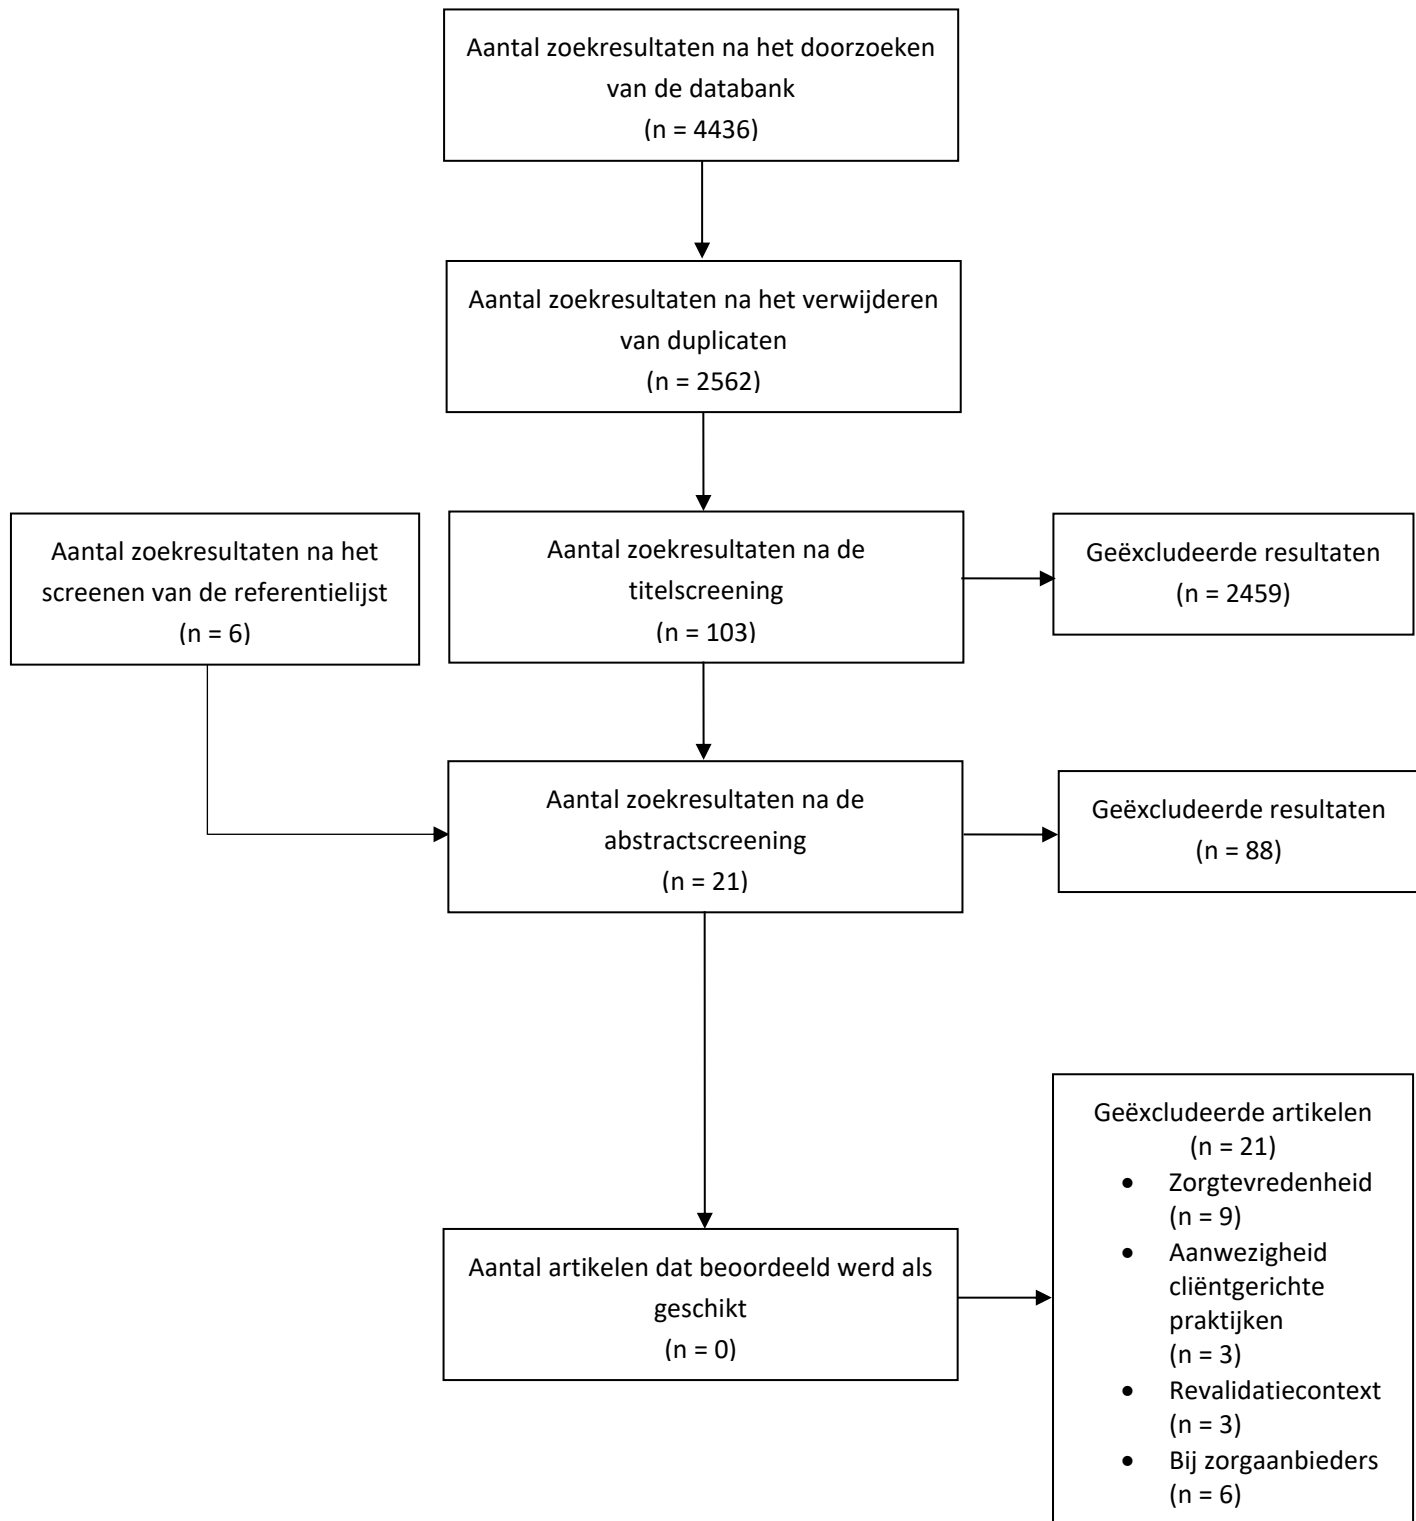 Aantal zoekresultaten na het doorzoeken
van de databank
(n = 4436)
Aantal zoekresultaten na het verwijderen
van duplicaten
(n = 2562)
Aantal zoekresultaten na het
screenen van de referentielijst
(n = 6)
Aantal zoekresultaten na de
titelscreening
(n = 103)
Geëxcludeerde resultaten
(n = 2459)
Aantal zoekresultaten na de
abstractscreening
(n = 21)
Geëxcludeerde resultaten
(n = 88)
Aantal artikelen dat beoordeeld werd als
geschikt
(n = 0)
Geëxcludeerde artikelen
(n = 21)
• Zorgtevredenheid
(n = 9)
• Aanwezigheid
cliëntgerichte
praktijken
(n = 3)
• Revalidatiecontext
(n = 3)
• Bij zorgaanbieders
(n = 6)